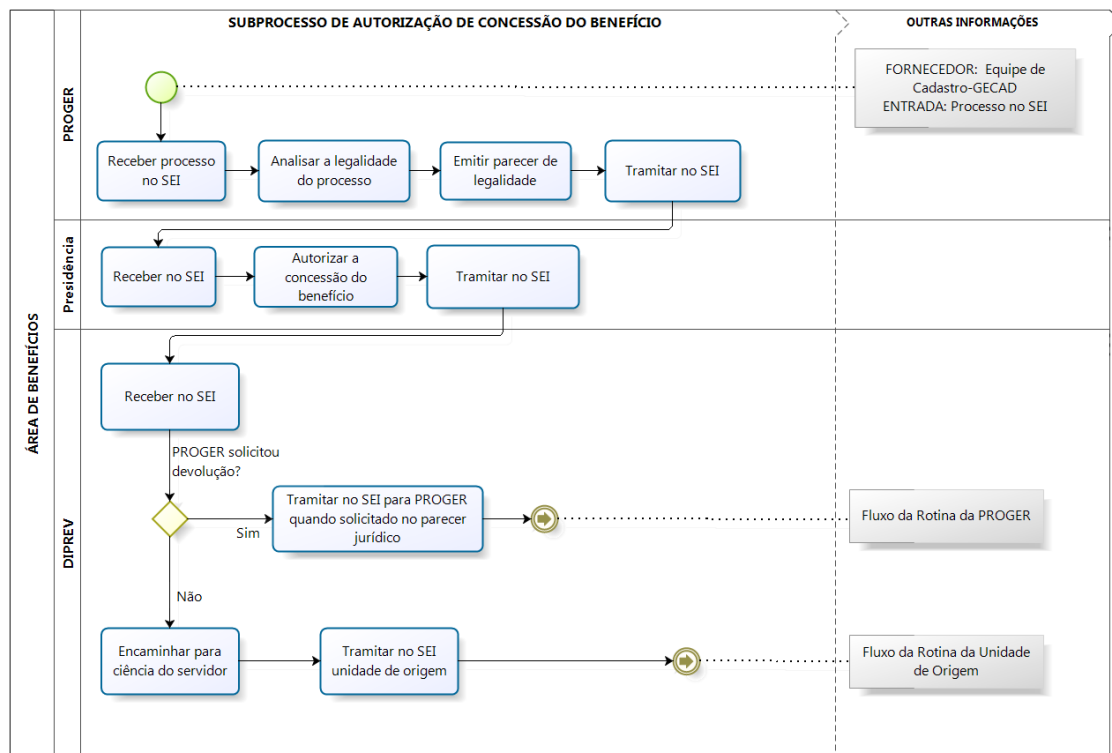 SUBPROCESSO DE AUTORIZAÇÃO DE CONCESSÃO DO BENEFÍCIO
OUTRAS INFORMAÇÕES
ÁREA DE BENEFÍCIOS
PROGER
FORNECEDOR:  Equipe de
Cadastro-GECAD
ENTRADA: Processo no SEI
Receber processo
no SEI
Analisar a legalidade
do processo
Emitir parecer de
legalidade
Tramitar no SEI
Presidência
Receber no SEI
Autorizar a
concessão do
benefício
Tramitar no SEI
DIPREV
Receber no SEI
PROGER solicitou
devolução?
Sim
Tramitar no SEI para PROGER
quando solicitado no parecer
jurídico
Fluxo da Rotina da PROGER
Não
Encaminhar para
ciência do servidor
Tramitar no SEI
unidade de origem
Fluxo da Rotina da Unidade
de Origem